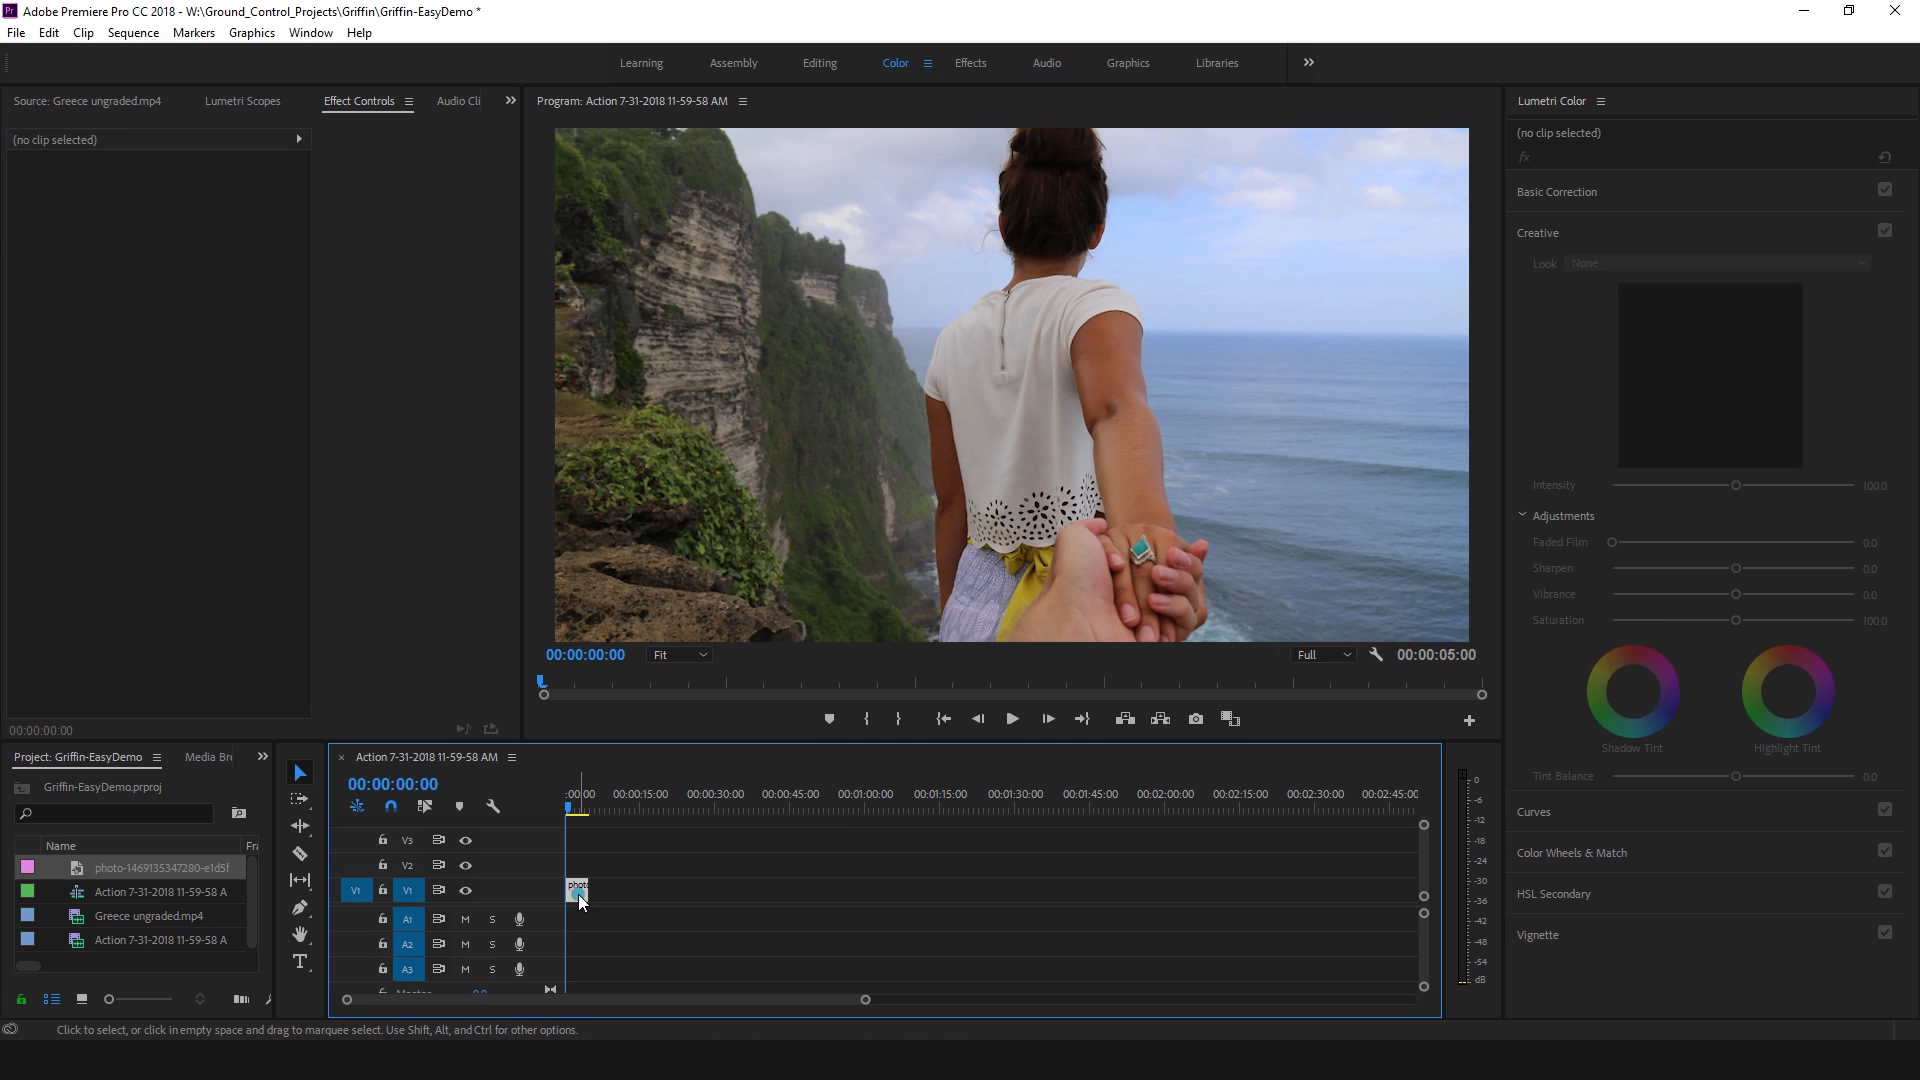 Adobe Premiere Pro CC 2018 - W:\Ground_Control_Projects\Griffin\Griffin-EasyDemo *
File Edit Clip Sequence Markers Graphics Window Help
Learning Assembly Editing Color Effects Audio Graphics Libraries
Source: Greece ungraded.mp4 Lumetri Scopes Effect Controls Audio Cli
(no clip selected)
00:00:00:00
Program: Action 7-31-2018 11-59-58 AM
00:00:00:00 Fit Full 00:00:05:00
Lumetri Color
(no clip selected)
fx
Basic Correction
Creative
Look None
Intensity 100.0
Adjustments
Faded Film 0.0
Sharpen 0.0
Vibrance 0.0
Saturation 100.0
Shadow Tint Highlight Tint
Tint Balance 0.0
Curves
Color Wheels & Match
HSL Secondary
Vignette
Project: Griffin-EasyDemo Media Br
Griffin-EasyDemo.prproj
Name Fr
photo-1469135347280-e1d5f
Action 7-31-2018 11-59-58 A
Greece ungraded.mp4
Action 7-31-2018 11-59-58 A
Action 7-31-2018 11-59-58 AM
00:00:00:00
:00:00 00:00:15:00 00:00:30:00 00:00:45:00 00:01:00:00 00:01:15:00 00:01:30:00 00:01:45:00 00:02:00:00 00:02:15:00 00:02:30:00 00:02:45:00
V3
V2
V1 V1 photo
A1 M S
A2 M S
A3 M S
0
-6
-12
-18
-24
-30
-36
-42
-48
-54
dB
Click to select, or click in empty space and drag to marquee select. Use Shift, Alt, and Ctrl for other options.